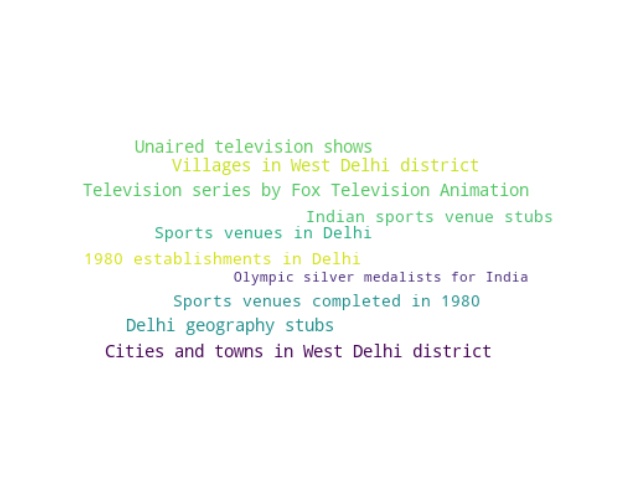 Unaired television shows
Villages in West Delhi district
Television series by Fox Television Animation
Indian sports venue stubs
Sports venues in Delhi
1980 establishments in Delhi
Olympic silver medalists for India
Sports venues completed in 1980
Delhi geography stubs
Cities and towns in West Delhi district